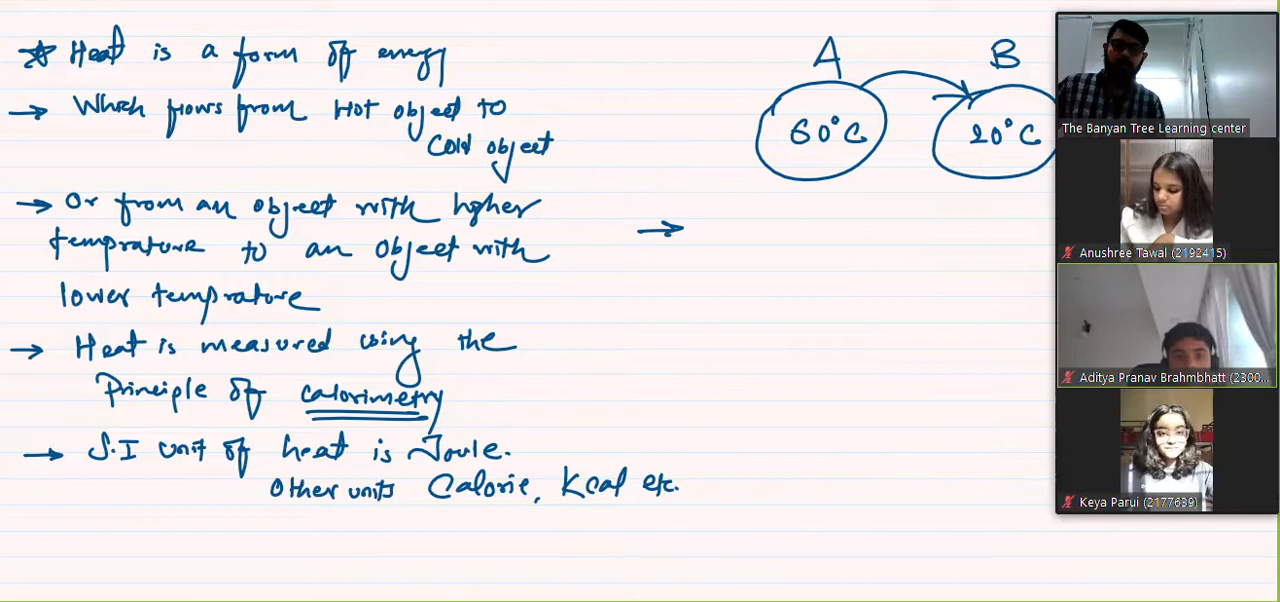 Heat is a form of energy
→ Which flows from Hot object to
cold object
→ Or from an object with hgher
temprature to an object with
lower temprature
→ Heat is measured using the
Principle of calorimetry
→ S.I unit of heat is Joule.
Other units Calorie, Kcal etc.
A B
60°C 20°C
→
The Banyan Tree Learning center
Anushree Tawal (2192415)
Aditya Pranav Brahmbhatt (2300...
Keya Parui (2177639)